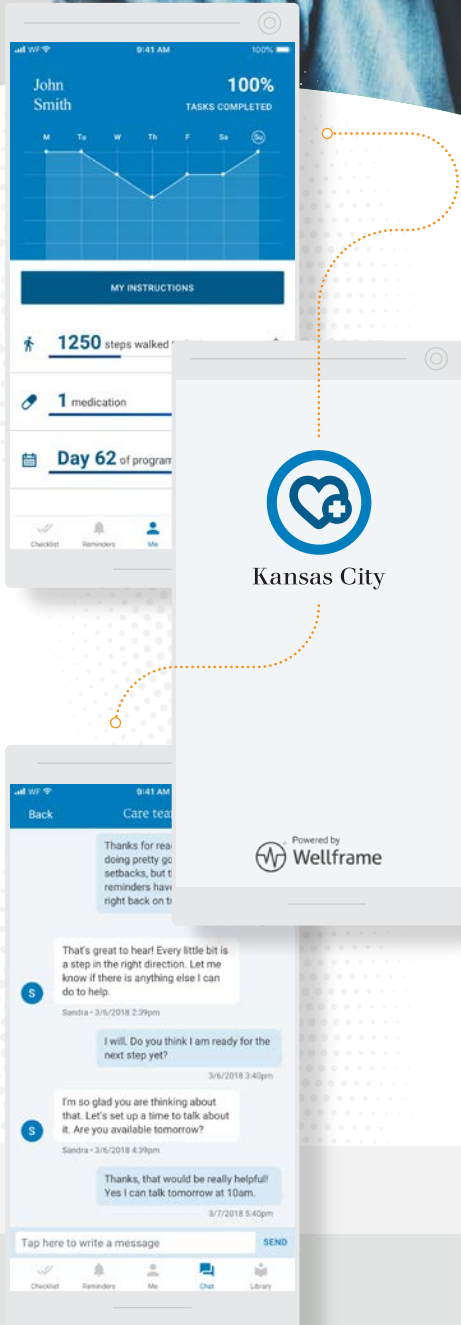 WF 9:41 AM 100%
John
Smith
100%
TASKS COMPLETED
M Tu W Th F Sa Su
MY INSTRUCTIONS
1250 steps walked
1 medication
Day 62 of program
Checklist Reminders Me
Kansas City
Powered by
Wellframe
WF 9:41 AM
Back Care tea
Thanks for rea
doing pretty go
setbacks, but t
reminders have
right back on t
That's great to hear! Every little bit is
a step in the right direction. Let me
know if there is anything else I can
do to help.
S
Sandra • 3/6/2018 2:39pm
I will. Do you think I am ready for the
next step yet?
3/6/2018 3:40pm
I'm so glad you are thinking about
that. Let's set up a time to talk about
it. Are you available tomorrow?
S
Sandra • 3/6/2018 4:39pm
Thanks, that would be really helpful!
Yes I can talk tomorrow at 10am.
3/7/2018 5:40pm
Tap here to write a message SEND
Checklist Reminders Me Chat Library